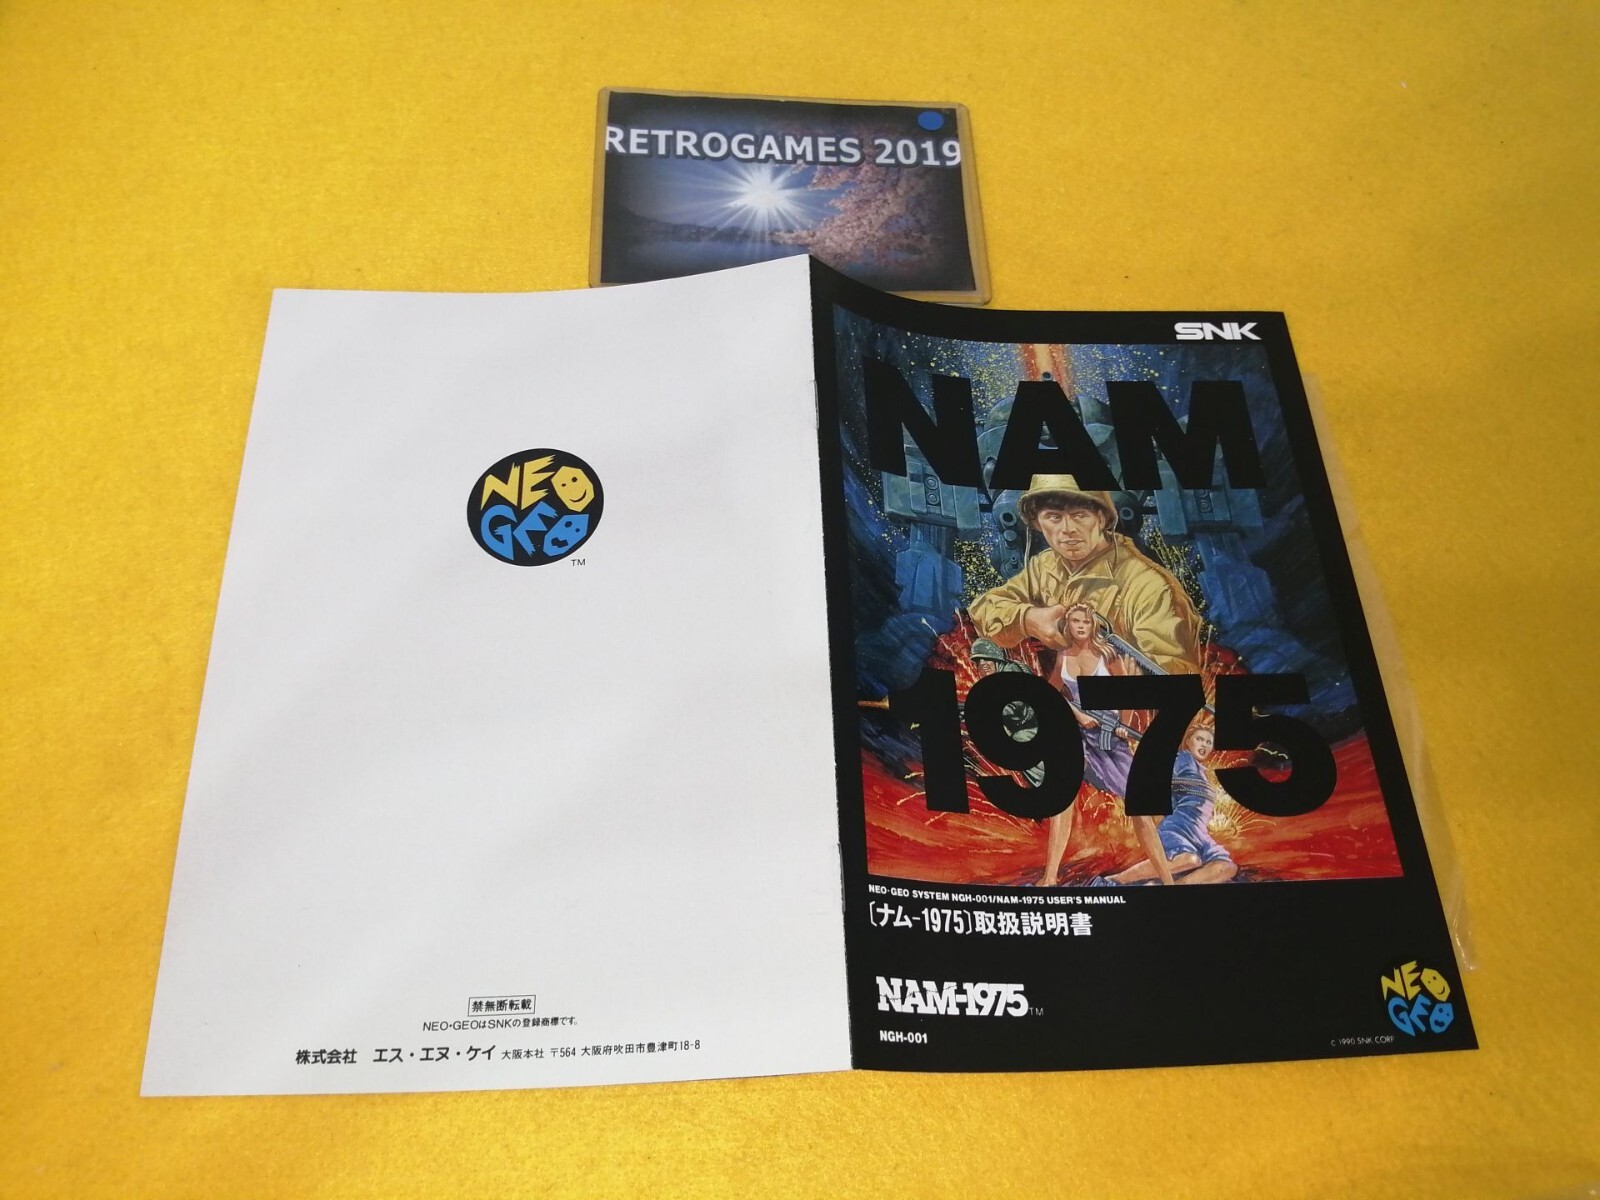 RETROGAMES 2019
NEO
GEO
TM
禁無断転載
NEO・GEOはSNKの登録商標です。
株式会社 エス・エヌ・ケイ 大阪本社 〒564 大阪府吹田市豊津町18-8
SNK
NAM
1975
NEO・GEO SYSTEM NGH-001/NAM-1975 USER'S MANUAL
〔ナム-1975〕取扱説明書
NAM-1975™
NGH-001
NEO
GEO
© 1990 SNK CORP